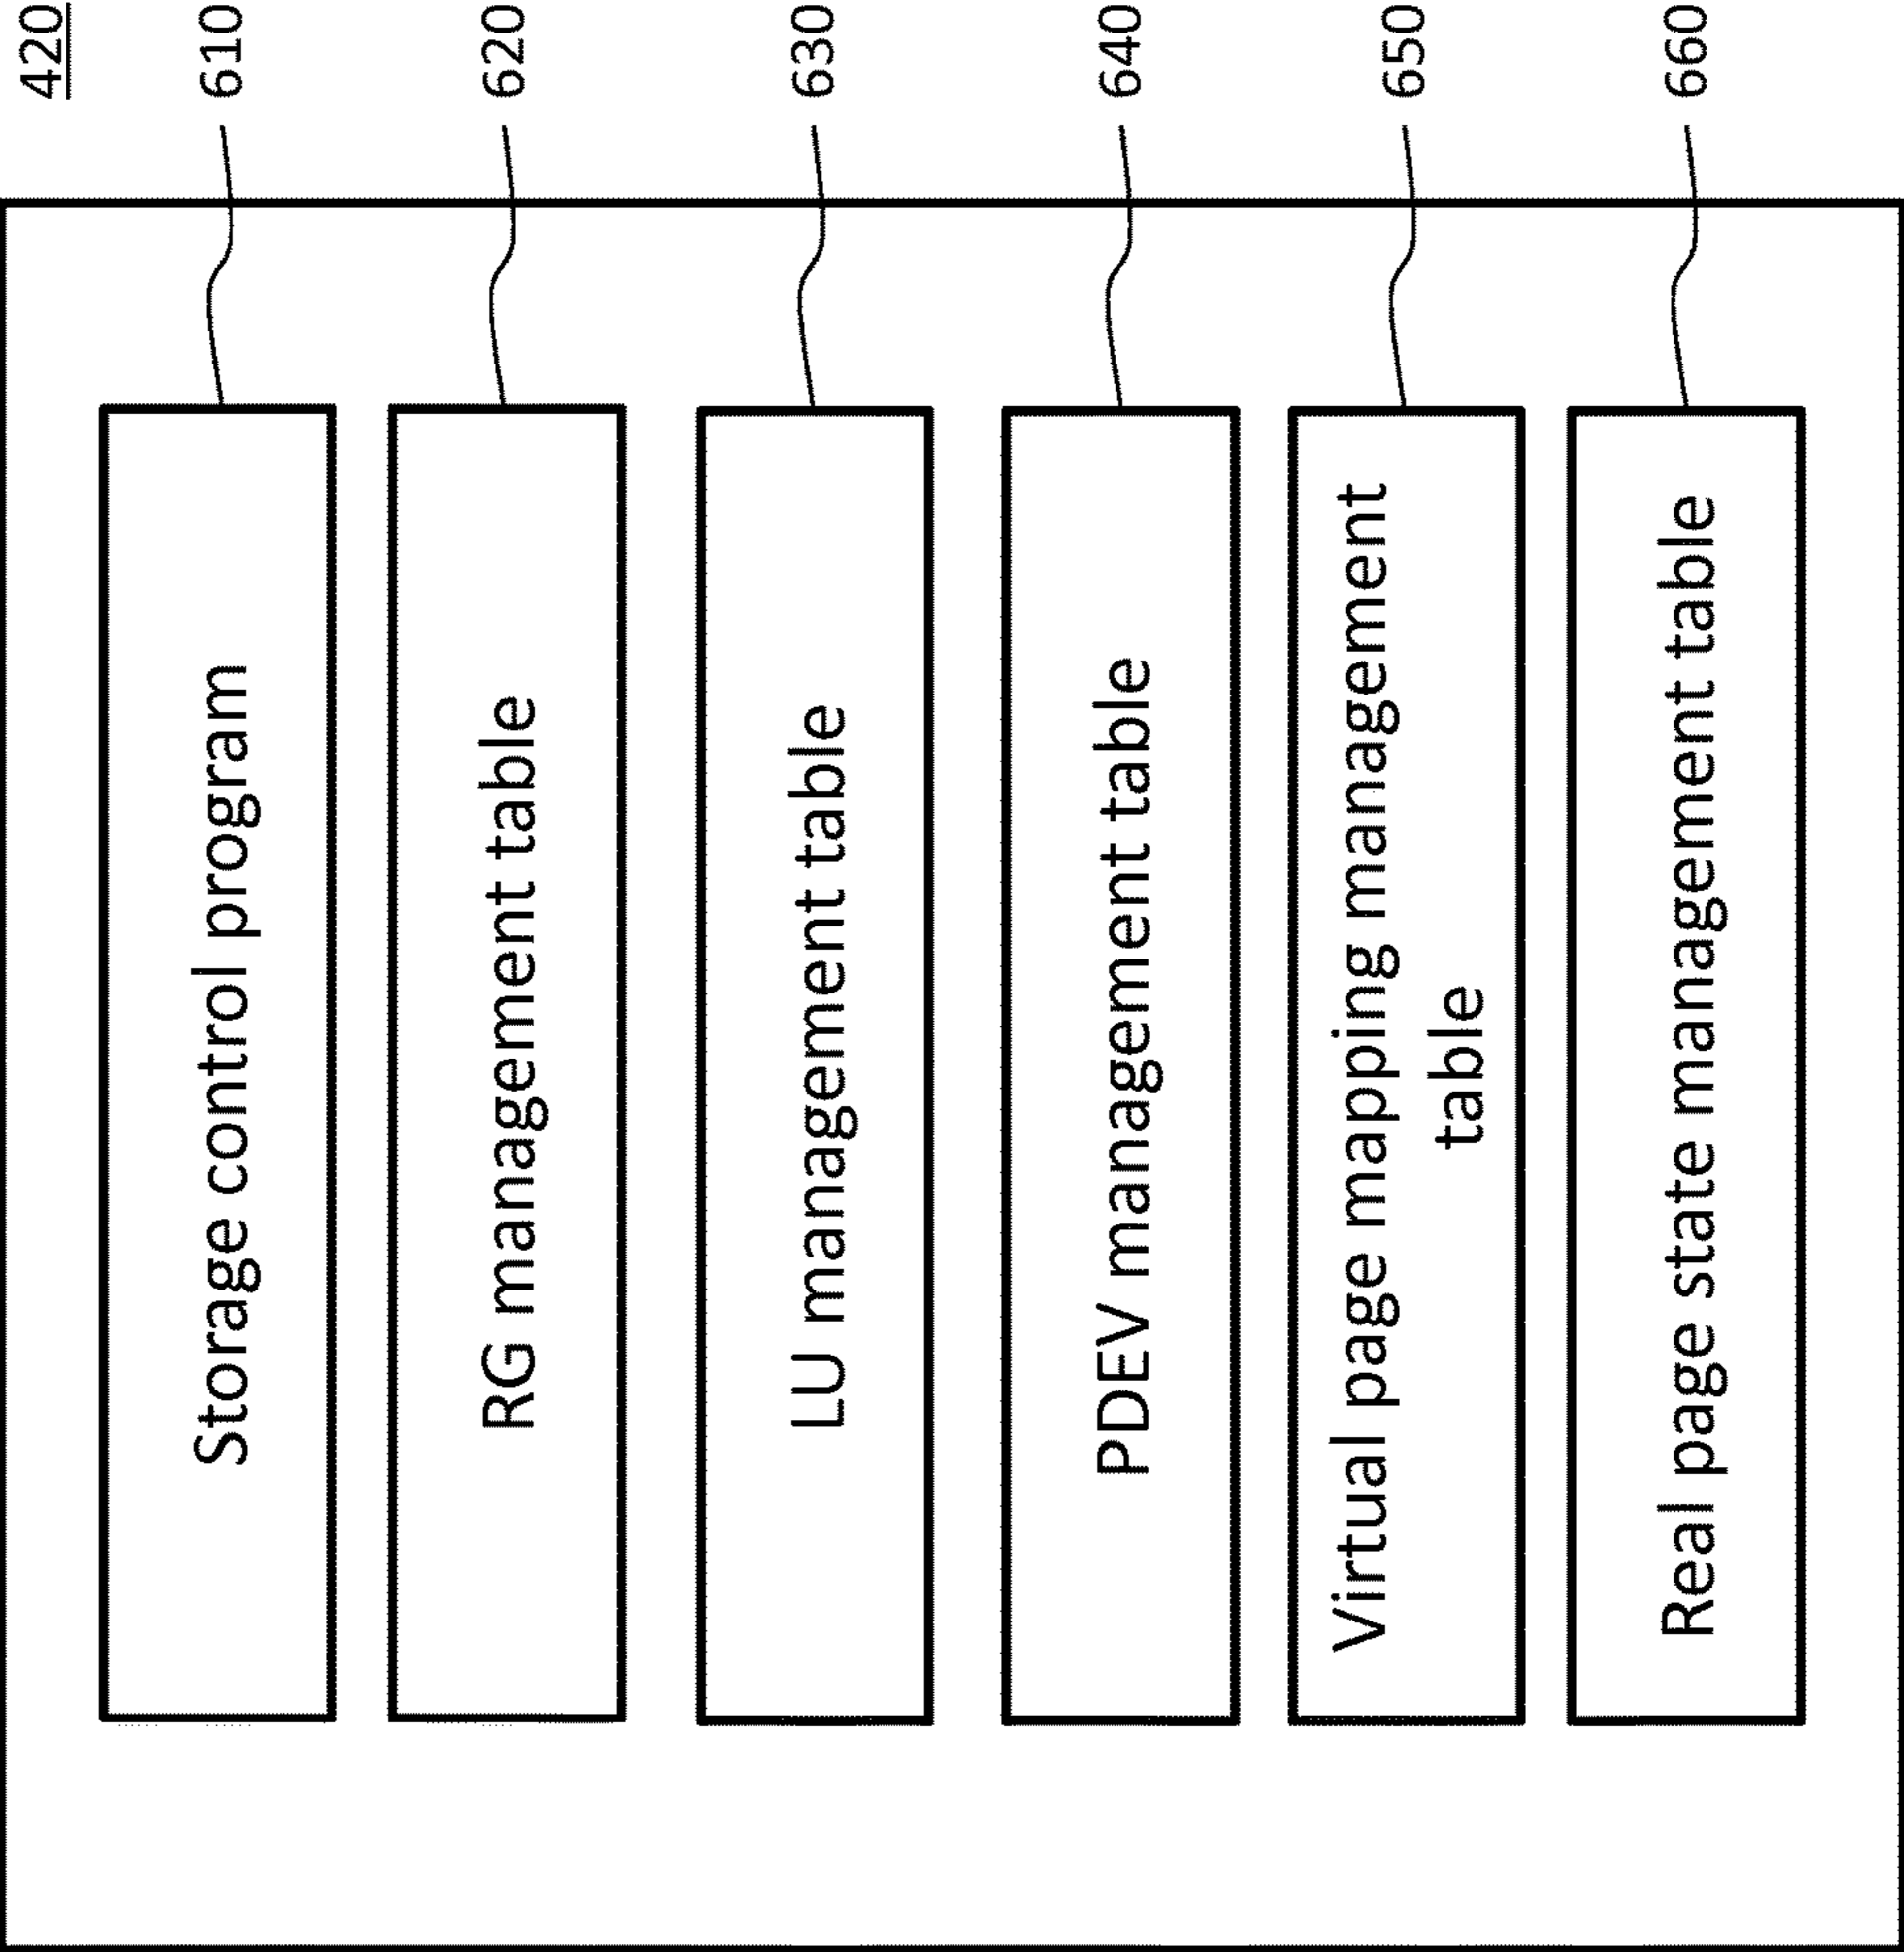 420
Storage control program
610
RG management table
620
LU management table
630
PDEV management table
640
Virtual page mapping management
table
650
Real page state management table
660